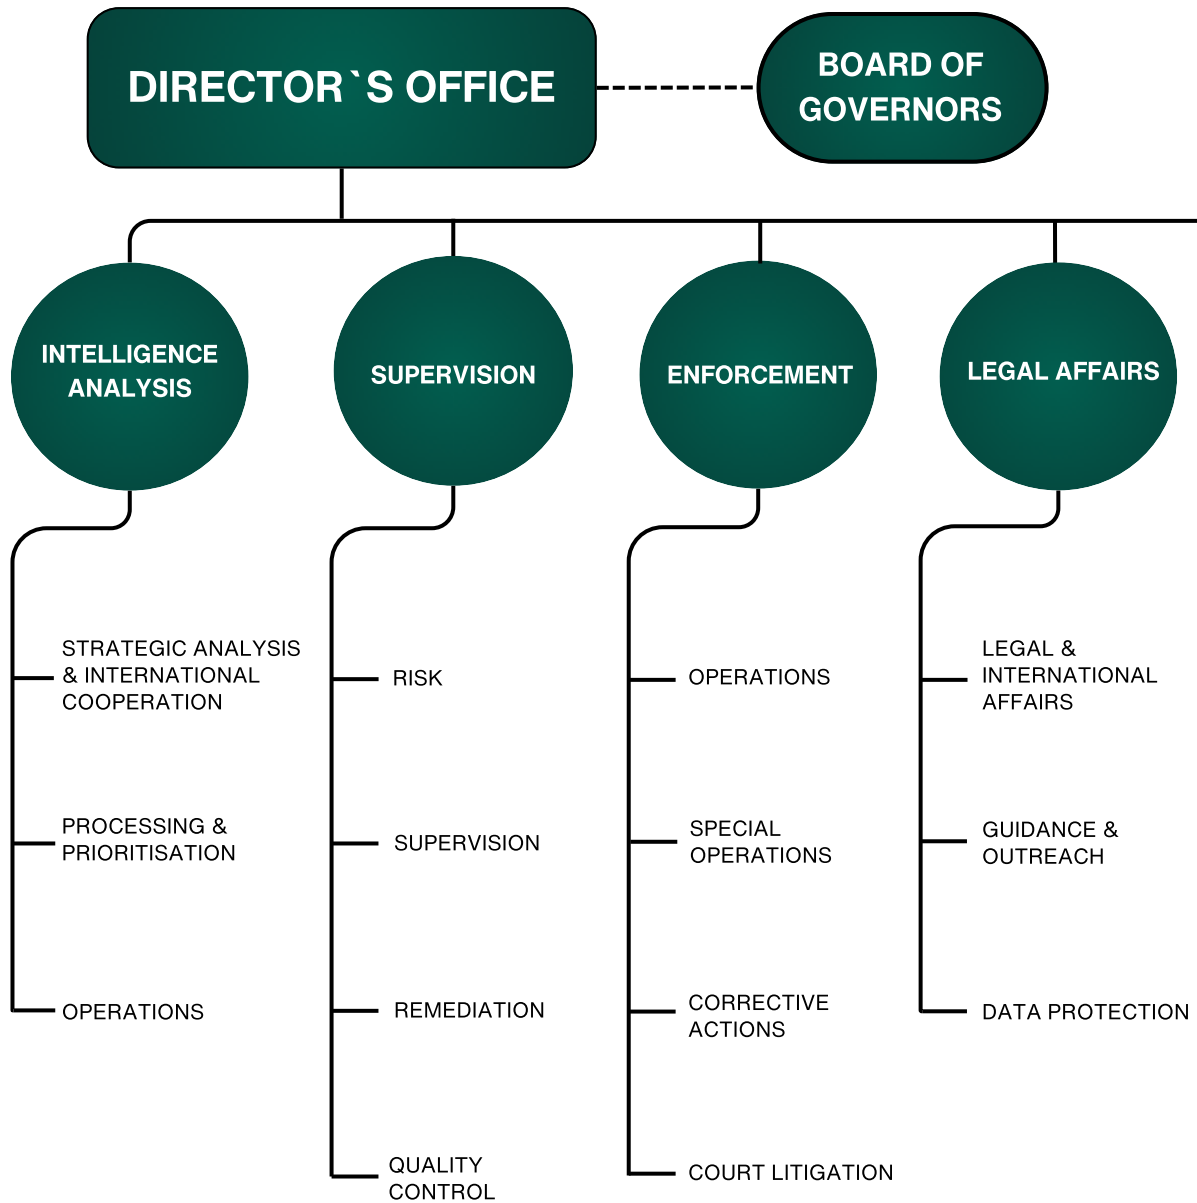 DIRECTOR`S OFFICE
BOARD OF
GOVERNORS
INTELLIGENCE
ANALYSIS
SUPERVISION
ENFORCEMENT
LEGAL AFFAIRS
STRATEGIC ANALYSIS
& INTERNATIONAL
COOPERATION
PROCESSING &
PRIORITISATION
OPERATIONS
RISK
SUPERVISION
REMEDIATION
QUALITY
CONTROL
OPERATIONS
SPECIAL
OPERATIONS
CORRECTIVE
ACTIONS
COURT LITIGATION
LEGAL &
INTERNATIONAL
AFFAIRS
GUIDANCE &
OUTREACH
DATA PROTECTION